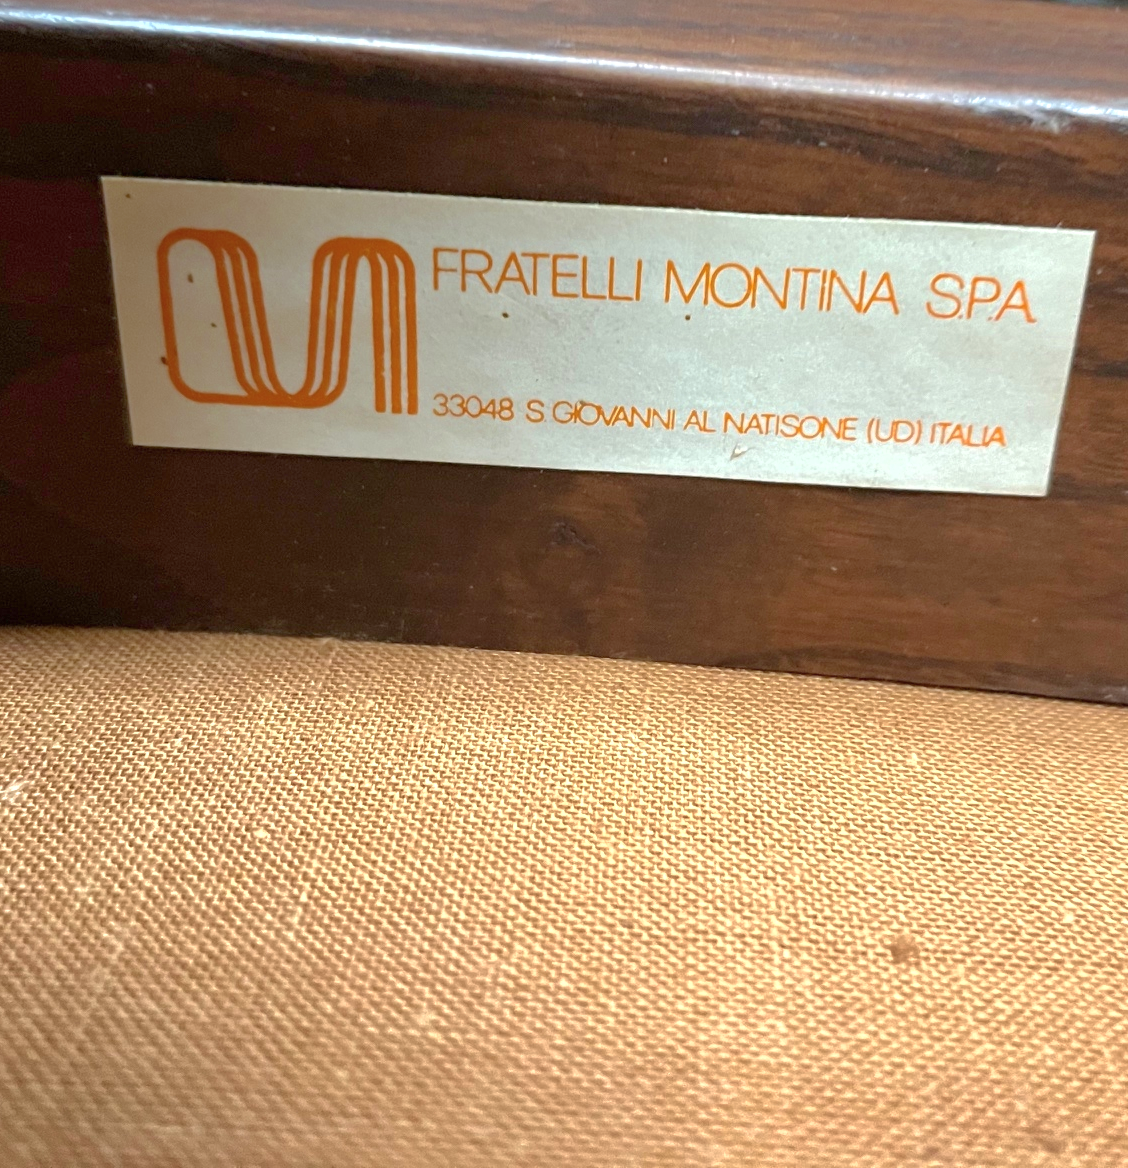 FRATELLI MONTINA S.P.A.
33048 S. GIOVANNI AL NATISONE (UD) ITALIA